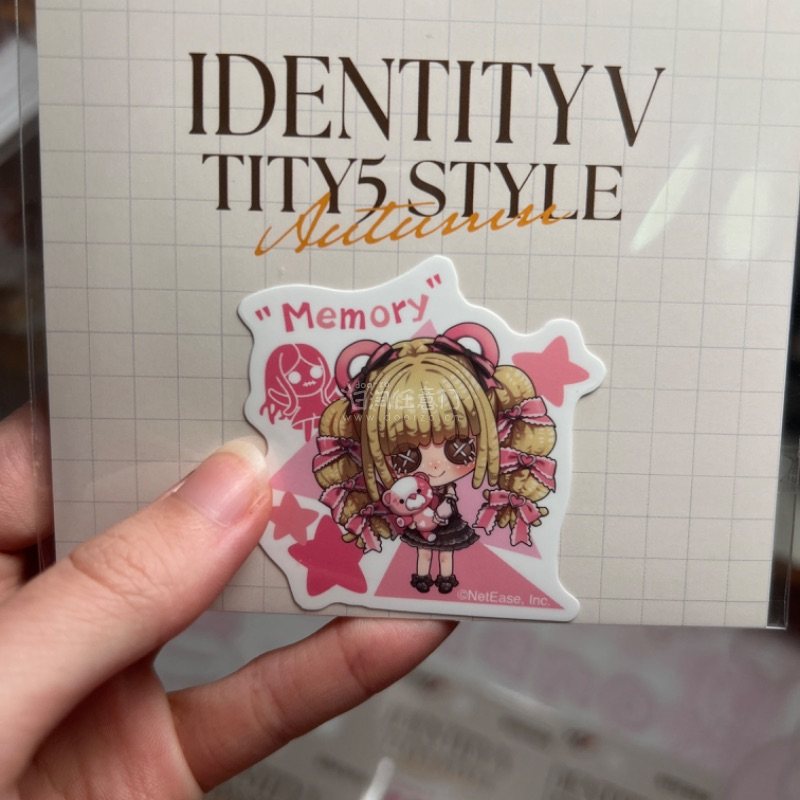 IDENTITY V
TITY5 STYLE
Autumn
"Memory"
©NetEase, Inc.